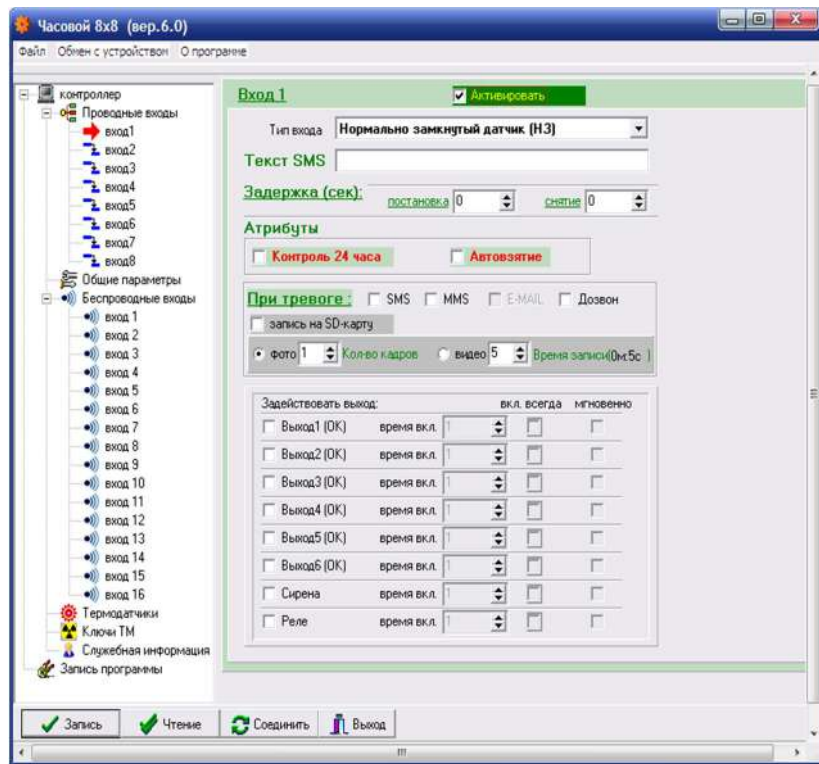 Часовой 8x8 (вер.6.0)
Файл Обмен с устройством О программе
контроллер
Проводные входы
вход1
вход2
вход3
вход4
вход5
вход6
вход7
вход8
Общие параметры
Беспроводные входы
вход 1
вход 2
вход 3
вход 4
вход 5
вход 6
вход 7
вход 8
вход 9
вход 10
вход 11
вход 12
вход 13
вход 14
вход 15
вход 16
Термодатчики
Ключи ТМ
Служебная информация
Запись программы
Вход 1 Активировать
Тип входа Нормально замкнутый датчик (НЗ)
Текст SMS
Задержка (сек): постановка 0 снятие 0
Атрибуты
Контроль 24 часа Автовзятие
При тревоге : SMS MMS E-MAIL Дозвон
запись на SD-карту
фото 1 Кол-во кадров видео 5 Время записи(0м:5с )
Задействовать выход: вкл. всегда мгновенно
Выход1 (ОК) время вкл. 1
Выход2 (ОК) время вкл. 1
Выход3 (ОК) время вкл. 1
Выход4 (ОК) время вкл. 1
Выход5 (ОК) время вкл. 1
Выход6 (ОК) время вкл. 1
Сирена время вкл. 1
Реле время вкл. 1
Запись Чтение Соединить Выход